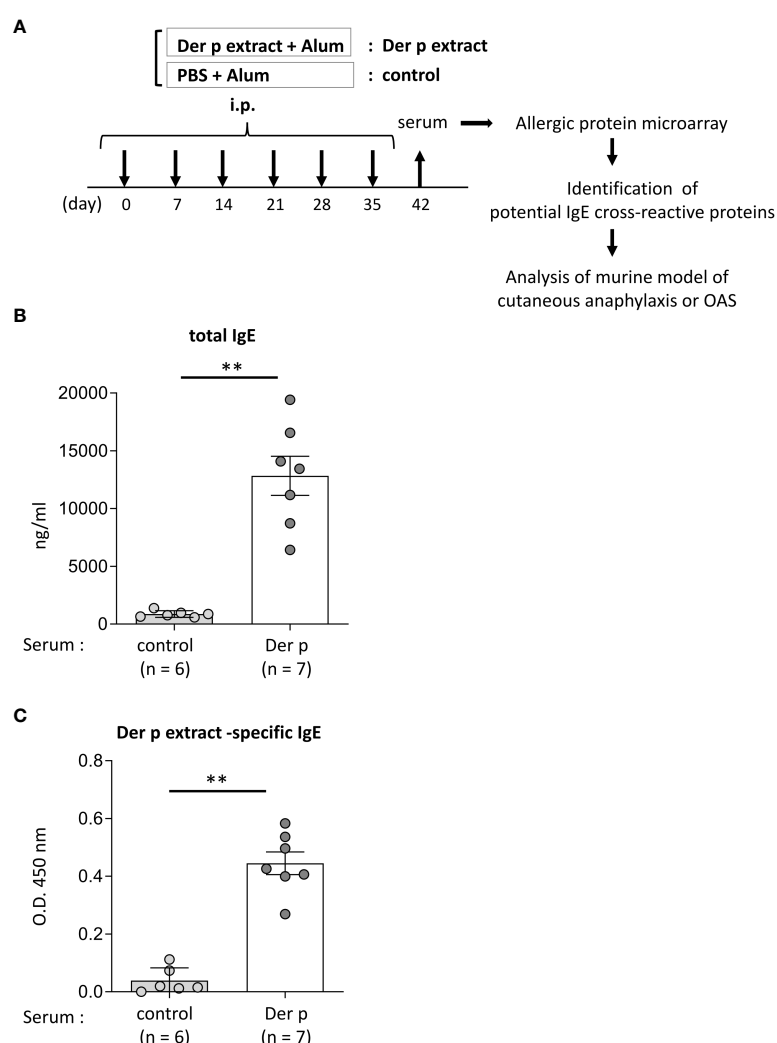 A
Der p extract + Alum : Der p extract
PBS + Alum : control
i.p.
serum
Allergic protein microarray
Identification of
potential IgE cross-reactive proteins
Analysis of murine model of
cutaneous anaphylaxis or OAS
(day) 0 7 14 21 28 35 42
B
total IgE
**
20000
15000
10000
5000
0
ng/ml
Serum : control Der p
(n = 6) (n = 7)
C
Der p extract -specific IgE
**
0.8
0.6
0.4
0.2
0.0
O.D. 450 nm
Serum : control Der p
(n = 6) (n = 7)